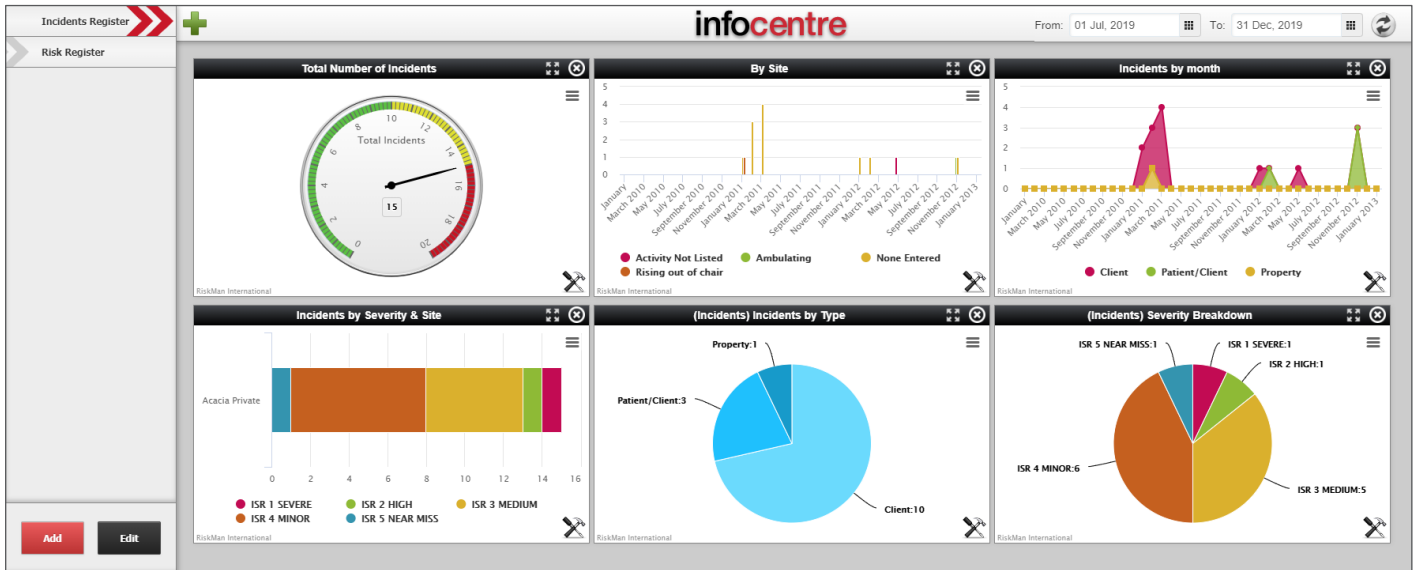 Incidents Register
Risk Register
Add
Edit
infocentre
From: 01 Jul, 2019 To: 31 Dec, 2019
Total Number of Incidents
0 2 4 6 8 10 12 14 16 18 20
Total Incidents
15
RiskMan International
By Site
5
4
3
2
1
0
January March 2010 May 2010 July 2010 September 2010 November 2010 January 2011 March 2011 May 2011 July 2011 September 2011 November 2011 January 2012 March 2012 May 2012 July 2012 September 2012 November 2012 January 2013
Activity Not Listed Ambulating None Entered
Rising out of chair
RiskMan International
Incidents by month
5
4
3
2
1
0
January March 2010 May 2010 July 2010 September 2010 November 2010 January 2011 March 2011 May 2011 July 2011 September 2011 November 2011 January 2012 March 2012 May 2012 July 2012 September 2012 November 2012 January 2013
Client Patient/Client Property
RiskMan International
Incidents by Severity & Site
Acacia Private
0 2 4 6 8 10 12 14 16
ISR 1 SEVERE ISR 2 HIGH ISR 3 MEDIUM
ISR 4 MINOR ISR 5 NEAR MISS
RiskMan International
(Incidents) Incidents by Type
Property:1
Patient/Client:3
Client:10
RiskMan International
(Incidents) Severity Breakdown
ISR 5 NEAR MISS:1 ISR 1 SEVERE:1
ISR 2 HIGH:1
ISR 4 MINOR:6
ISR 3 MEDIUM:5
RiskMan International